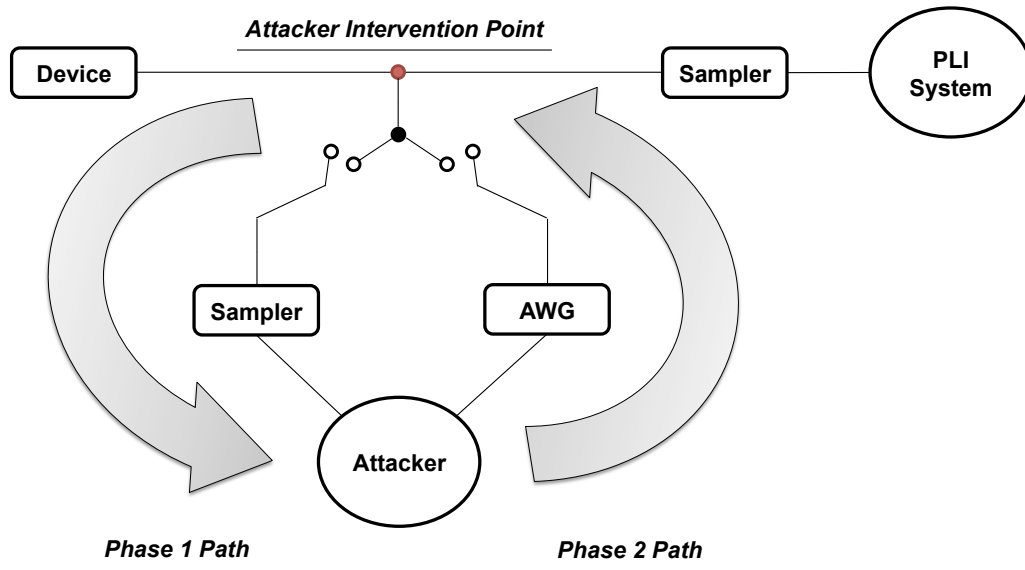 Attacker Intervention Point
Device
Sampler
PLI
System
Sampler
AWG
Attacker
Phase 1 Path
Phase 2 Path